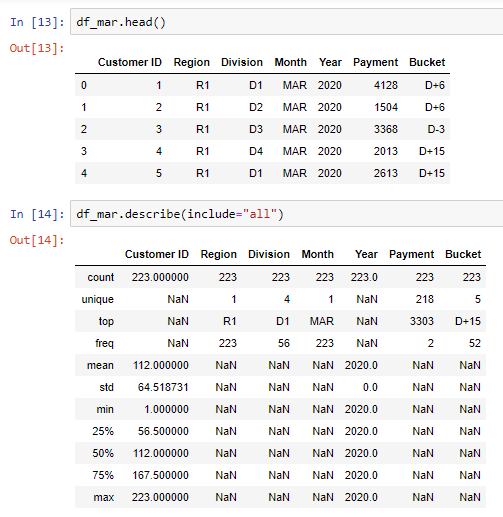 In [13]: df_mar.head()
Out[13]:
Customer ID Region Division Month Year Payment Bucket
0 1 R1 D1 MAR 2020 4128 D+6
1 2 R1 D2 MAR 2020 1504 D+6
2 3 R1 D3 MAR 2020 3368 D-3
3 4 R1 D4 MAR 2020 2013 D+15
4 5 R1 D1 MAR 2020 2613 D+15
In [14]: df_mar.describe(include="all")
Out[14]:
Customer ID Region Division Month Year Payment Bucket
count 223.000000 223 223 223 223.0 223 223
unique NaN 1 4 1 NaN 218 5
top NaN R1 D1 MAR NaN 3303 D+15
freq NaN 223 56 223 NaN 2 52
mean 112.000000 NaN NaN NaN 2020.0 NaN NaN
std 64.518731 NaN NaN NaN 0.0 NaN NaN
min 1.000000 NaN NaN NaN 2020.0 NaN NaN
25% 56.500000 NaN NaN NaN 2020.0 NaN NaN
50% 112.000000 NaN NaN NaN 2020.0 NaN NaN
75% 167.500000 NaN NaN NaN 2020.0 NaN NaN
max 223.000000 NaN NaN NaN 2020.0 NaN NaN